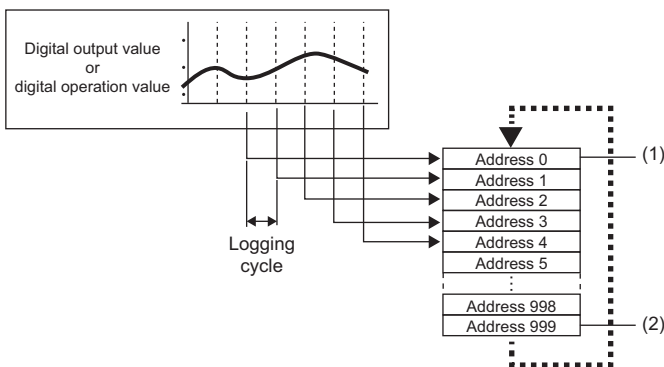 Digital output value
or
digital operation value
Logging
cycle
Address 0
Address 1
Address 2
Address 3
Address 4
Address 5
Address 998
Address 999
(1)
(2)